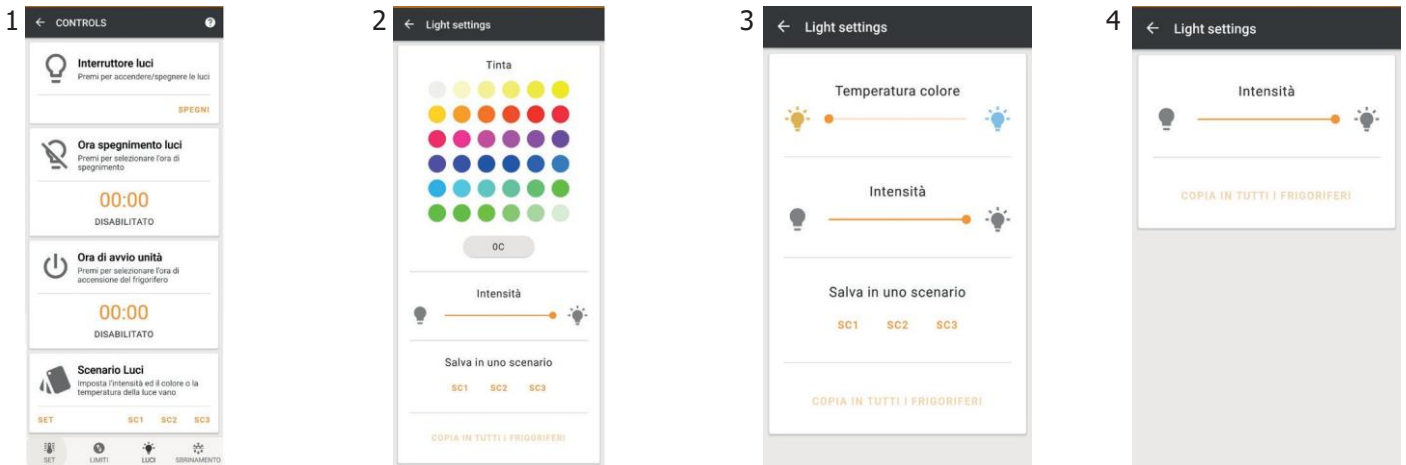 1
CONTROLS
Interruttore luci
Premi per accendere/spegnere le luci
SPEGNI
Ora spegnimento luci
Premi per selezionare l'ora di
spegnimento
00:00
DISABILITATO
Ora di avvio unità
Premi per selezionare l'ora di
accensione del frigorifero
00:00
DISABILITATO
Scenario Luci
Imposta l'intensità ed il colore o la
temperatura della luce vano
SET SC1 SC2 SC3
SET LIMITI LUCI SBRINAMENTO
2
Light settings
Tinta
0C
Intensità
Salva in uno scenario
SC1 SC2 SC3
COPIA IN TUTTI I FRIGORIFERI
3
Light settings
Temperatura colore
Intensità
Salva in uno scenario
SC1 SC2 SC3
COPIA IN TUTTI I FRIGORIFERI
4
Light settings
Intensità
COPIA IN TUTTI I FRIGORIFERI